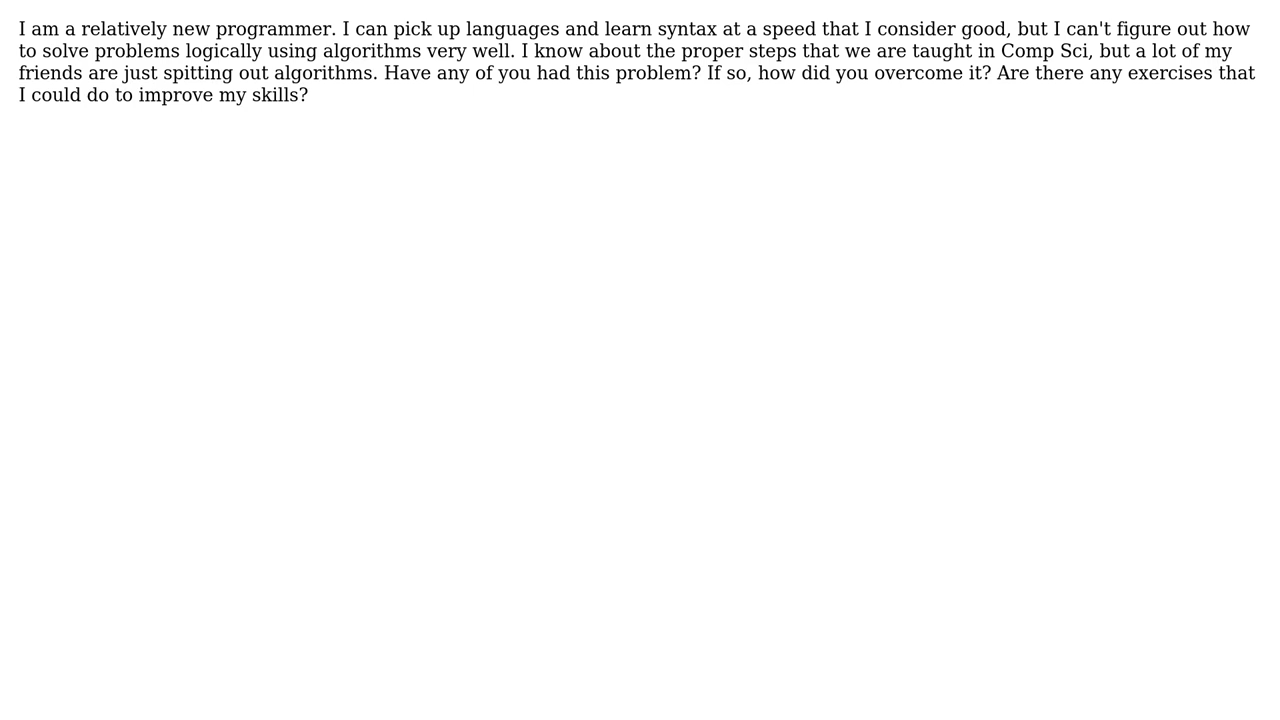 I am a relatively new programmer. I can pick up languages and learn syntax at a speed that I consider good, but I can't figure out how
to solve problems logically using algorithms very well. I know about the proper steps that we are taught in Comp Sci, but a lot of my
friends are just spitting out algorithms. Have any of you had this problem? If so, how did you overcome it? Are there any exercises that
I could do to improve my skills?